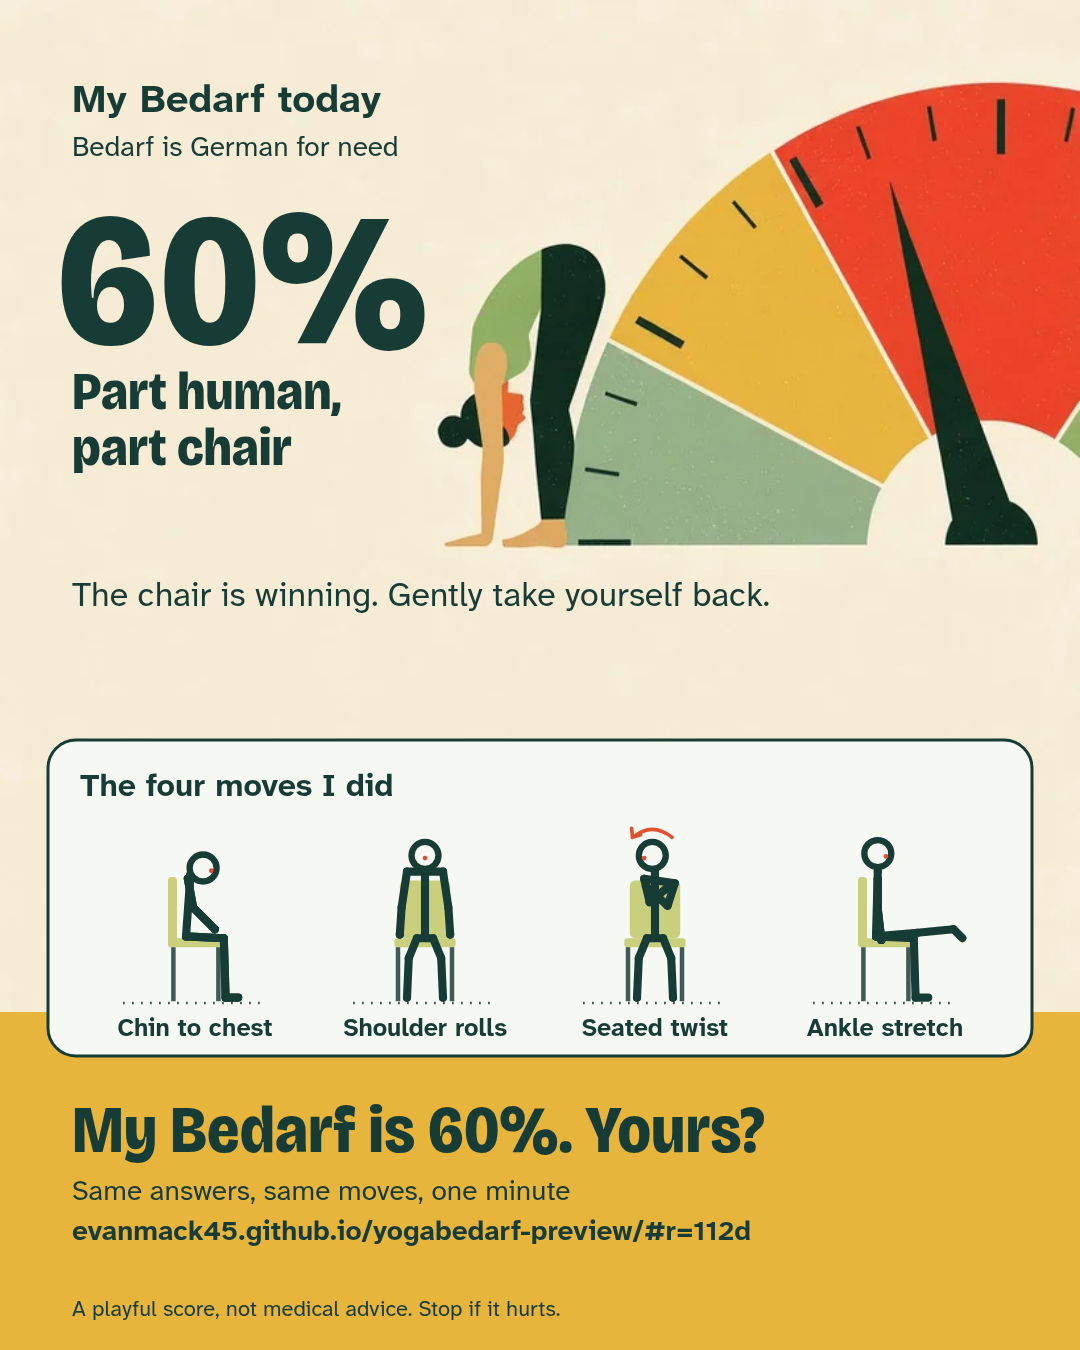 My Bedarf today
Bedarf is German for need
60%
Part human,
part chair
The chair is winning. Gently take yourself back.
The four moves I did
Chin to chest
Shoulder rolls
Seated twist
Ankle stretch
My Bedarf is 60%. Yours?
Same answers, same moves, one minute
evanmack45.github.io/yogabedarf-preview/#r=112d
A playful score, not medical advice. Stop if it hurts.